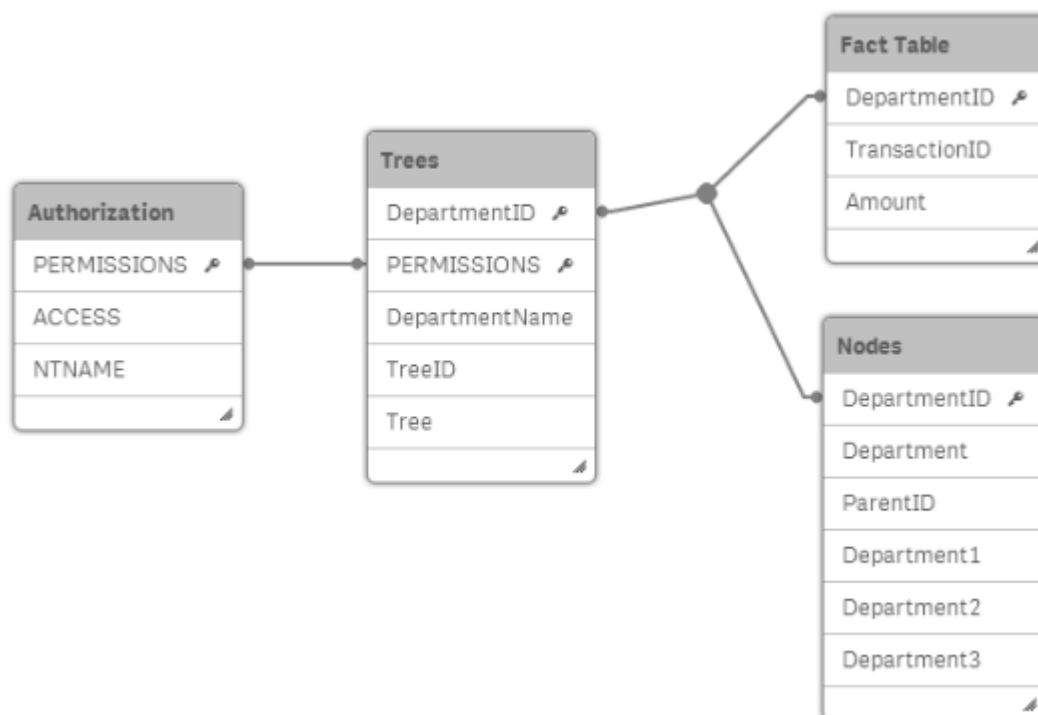 Authorization
PERMISSIONS
ACCESS
NTNAME
Trees
DepartmentID
PERMISSIONS
DepartmentName
TreeID
Tree
Fact Table
DepartmentID
TransactionID
Amount
Nodes
DepartmentID
Department
ParentID
Department1
Department2
Department3